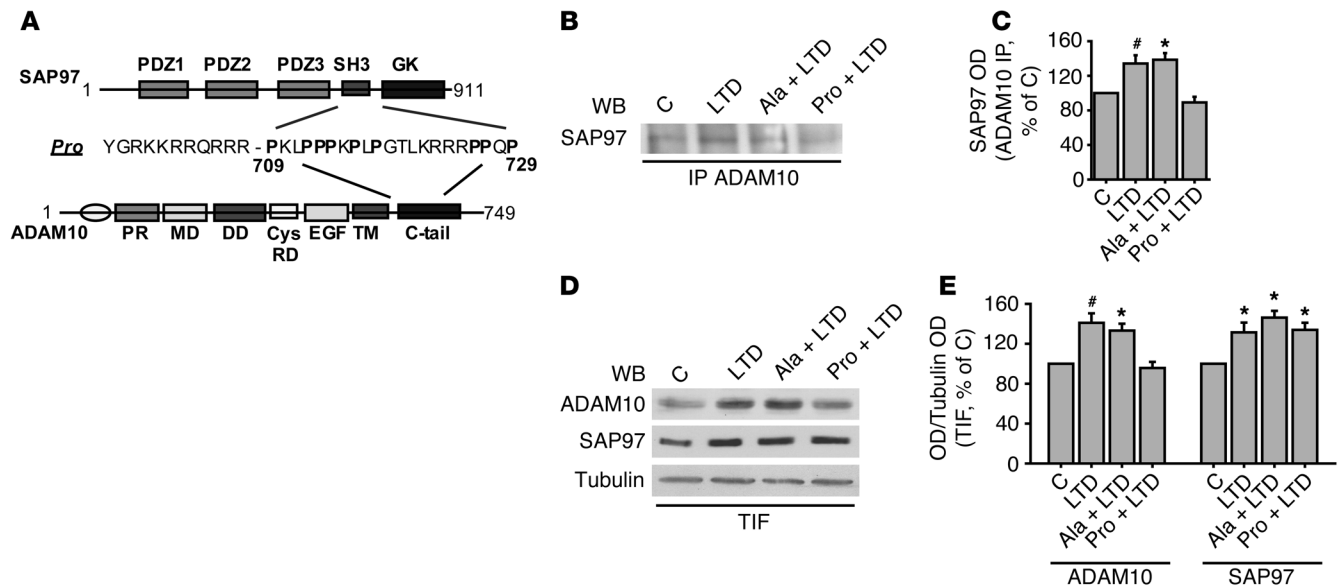 A
PDZ1 PDZ2 PDZ3 SH3 GK
SAP97 1 911
Pro YGRKKRRQRRR - PKLPPPKPLPGTLKRRRPPQP
709 729
1 749
ADAM10 PR MD DD Cys RD EGF TM C-tail
B
WB C LTD Ala + LTD Pro + LTD
SAP97
IP ADAM10
C
SAP97 OD
(ADAM10 IP,
% of C)
160
120
80
40
0
# *
C LTD Ala + LTD Pro + LTD
D
WB C LTD Ala + LTD Pro + LTD
ADAM10
SAP97
Tubulin
TIF
E
OD/Tubulin OD
(TIF, % of C)
160
120
80
40
0
# * * * *
C LTD Ala + LTD Pro + LTD C LTD Ala + LTD Pro + LTD
ADAM10 SAP97